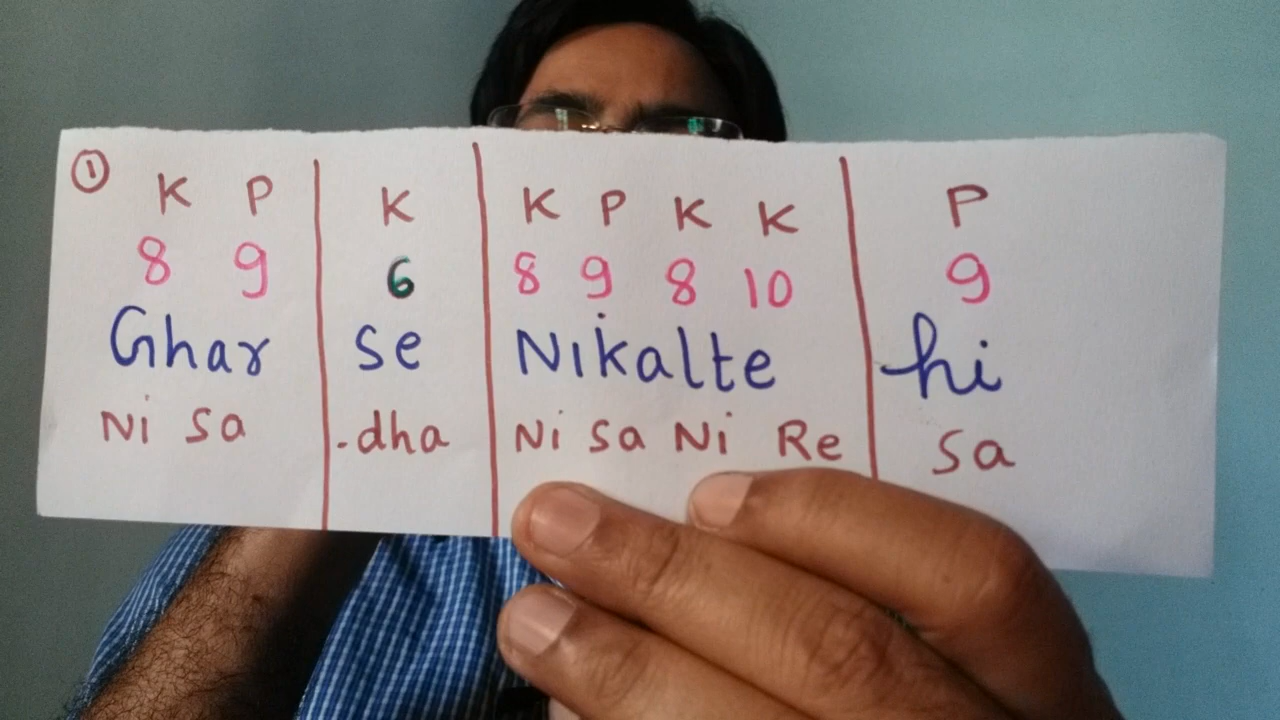 ① K P K K P K K P
8 9 6 8 9 8 10 9
Ghar se Nikalte hi
Ni Sa .dha Ni Sa Ni Re Sa